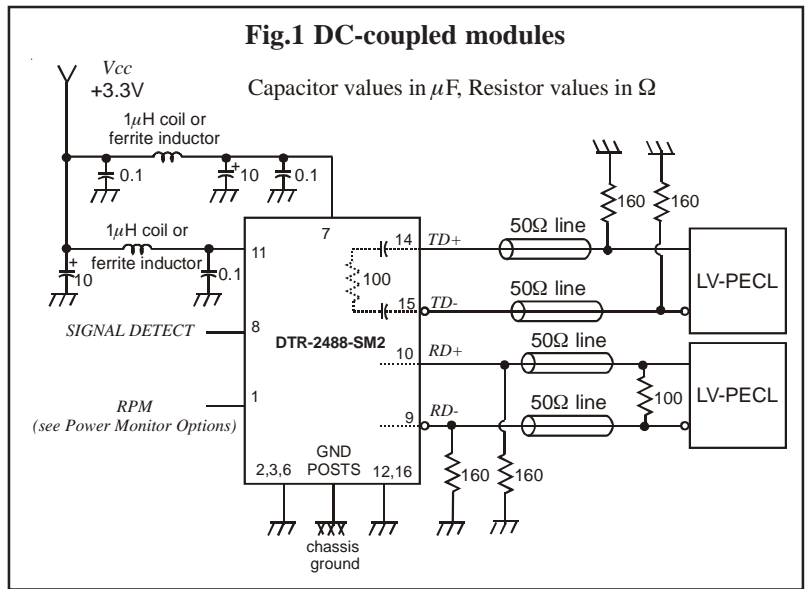 Fig.1 DC-coupled modules
Vcc
+3.3V
Capacitor values in µF, Resistor values in Ω
1µH coil or
ferrite inductor
0.1
+
10
0.1
160
160
7
50Ω line
14
TD+
1µH coil or
ferrite inductor
11
+
10
0.1
100
LV-PECL
50Ω line
15
TD-
SIGNAL DETECT
8
DTR-2488-SM2
50Ω line
10
RD+
LV-PECL
100
1
RPM
(see Power Monitor Options)
50Ω line
9
RD-
GND
POSTS
2,3,6
12,16
160
160
chassis
ground